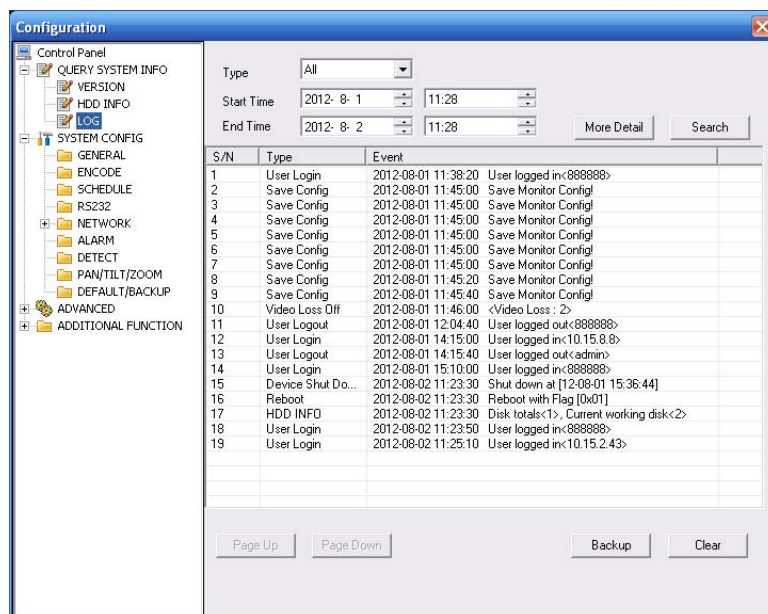 Configuration
Control Panel
QUERY SYSTEM INFO
VERSION
HDD INFO
LOG
SYSTEM CONFIG
GENERAL
ENCODE
SCHEDULE
RS232
NETWORK
ALARM
DETECT
PAN/TILT/ZOOM
DEFAULT/BACKUP
ADVANCED
ADDITIONAL FUNCTION
Type All
Start Time 2012- 8- 1 11:28
End Time 2012- 8- 2 11:28
More Detail Search
S/N Type Event
1 User Login 2012-08-01 11:38:20 User logged in<888888>
2 Save Config 2012-08-01 11:45:00 Save Monitor Config!
3 Save Config 2012-08-01 11:45:00 Save Monitor Config!
4 Save Config 2012-08-01 11:45:00 Save Monitor Config!
5 Save Config 2012-08-01 11:45:00 Save Monitor Config!
6 Save Config 2012-08-01 11:45:00 Save Monitor Config!
7 Save Config 2012-08-01 11:45:00 Save Monitor Config!
8 Save Config 2012-08-01 11:45:20 Save Monitor Config!
9 Save Config 2012-08-01 11:45:40 Save Monitor Config!
10 Video Loss Off 2012-08-01 11:46:00 <Video Loss : 2>
11 User Logout 2012-08-01 12:04:40 User logged out<888888>
12 User Login 2012-08-01 14:15:00 User logged in<10.15.8.8>
13 User Logout 2012-08-01 14:15:40 User logged out<admin>
14 User Login 2012-08-01 15:10:00 User logged in<888888>
15 Device Shut Do... 2012-08-02 11:23:30 Shut down at [12-08-01 15:36:44]
16 Reboot 2012-08-02 11:23:30 Reboot with Flag [0x01]
17 HDD INFO 2012-08-02 11:23:30 Disk totals<1>, Current working disk<2>
18 User Login 2012-08-02 11:23:50 User logged in<888888>
19 User Login 2012-08-02 11:25:10 User logged in<10.15.2.43>
Page Up Page Down Backup Clear